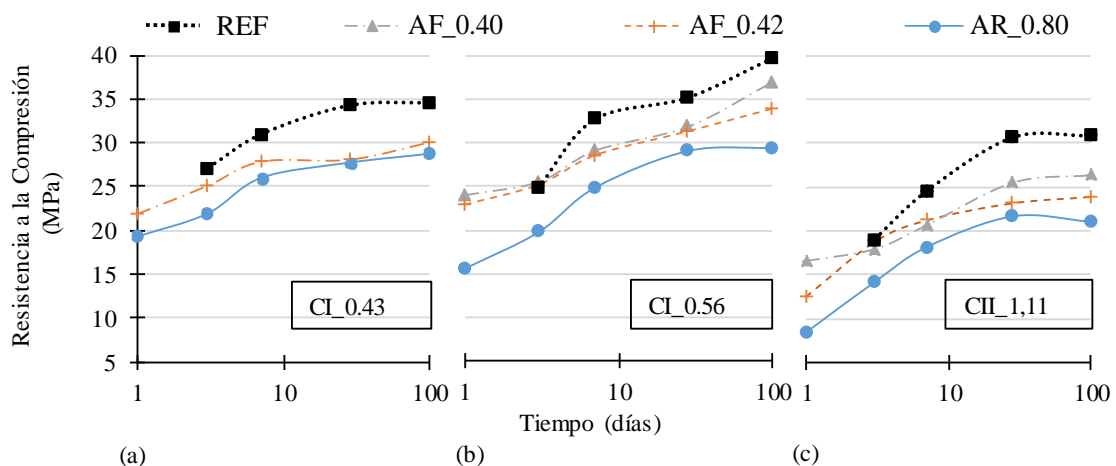 REF AF_0.40 AF_0.42 AR_0.80
Resistencia a la Compresión
(MPa)
40
35
30
25
20
15
10
5
CI_0.43
CI_0.56
CII_1,11
1 10 100
1 10 100
1 10 100
Tiempo (días)
(a) (b) (c)